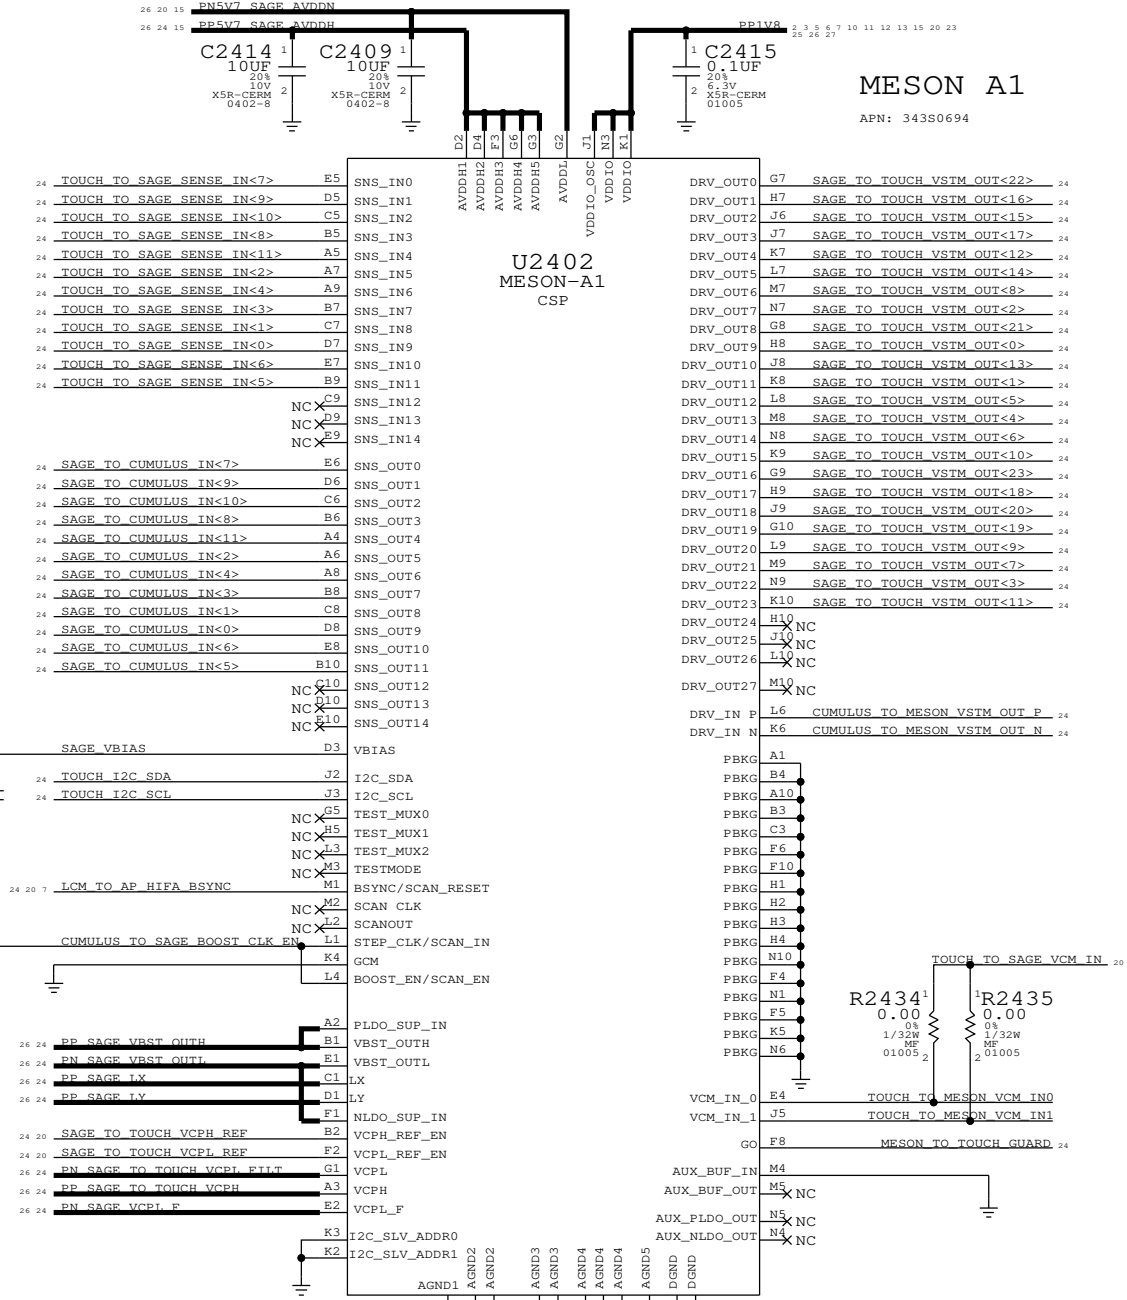 26 20 15 PN5V7_SAGE_AVDDN
26 24 15 PP5V7_SAGE_AVDDH
PP1V8 2 3 5 6 7 10 11 12 13 15 20 23
25 26 27
C2414 1
10UF
20%
10V
X5R-CERM 2
0402-8
C2409 1
10UF
20%
10V
X5R-CERM 2
0402-8
1 C2415
0.1UF
20%
6.3V
2 X5R-CERM
01005
MESON A1
APN: 343S0694
D2 D4 F3 G6 G3 G2 J1 N3 K1
AVDDH1 AVDDH2 AVDDH3 AVDDH4 AVDDH5 AVDDL VDDIO_OSC VDDIO VDDIO
U2402
MESON-A1
CSP
24 TOUCH_TO_SAGE_SENSE_IN<7> E5 SNS_IN0
24 TOUCH_TO_SAGE_SENSE_IN<9> D5 SNS_IN1
24 TOUCH_TO_SAGE_SENSE_IN<10> C5 SNS_IN2
24 TOUCH_TO_SAGE_SENSE_IN<8> B5 SNS_IN3
24 TOUCH_TO_SAGE_SENSE_IN<11> A5 SNS_IN4
24 TOUCH_TO_SAGE_SENSE_IN<2> A7 SNS_IN5
24 TOUCH_TO_SAGE_SENSE_IN<4> A9 SNS_IN6
24 TOUCH_TO_SAGE_SENSE_IN<3> B7 SNS_IN7
24 TOUCH_TO_SAGE_SENSE_IN<1> C7 SNS_IN8
24 TOUCH_TO_SAGE_SENSE_IN<0> D7 SNS_IN9
24 TOUCH_TO_SAGE_SENSE_IN<6> E7 SNS_IN10
24 TOUCH_TO_SAGE_SENSE_IN<5> B9 SNS_IN11
NC C9 SNS_IN12
NC D9 SNS_IN13
NC E9 SNS_IN14
24 SAGE_TO_CUMULUS_IN<7> E6 SNS_OUT0
24 SAGE_TO_CUMULUS_IN<9> D6 SNS_OUT1
24 SAGE_TO_CUMULUS_IN<10> C6 SNS_OUT2
24 SAGE_TO_CUMULUS_IN<8> B6 SNS_OUT3
24 SAGE_TO_CUMULUS_IN<11> A4 SNS_OUT4
24 SAGE_TO_CUMULUS_IN<2> A6 SNS_OUT5
24 SAGE_TO_CUMULUS_IN<4> A8 SNS_OUT6
24 SAGE_TO_CUMULUS_IN<3> B8 SNS_OUT7
24 SAGE_TO_CUMULUS_IN<1> C8 SNS_OUT8
24 SAGE_TO_CUMULUS_IN<0> D8 SNS_OUT9
24 SAGE_TO_CUMULUS_IN<6> E8 SNS_OUT10
24 SAGE_TO_CUMULUS_IN<5> B10 SNS_OUT11
NC C10 SNS_OUT12
NC D10 SNS_OUT13
NC E10 SNS_OUT14
SAGE_VBIAS D3 VBIAS
24 TOUCH_I2C_SDA J2 I2C_SDA
24 TOUCH_I2C_SCL J3 I2C_SCL
NC G5 TEST_MUX0
NC H5 TEST_MUX1
NC L3 TEST_MUX2
NC M3 TESTMODE
24 20 7 LCM_TO_AP_HIFA_BSYNC M1 BSYNC/SCAN_RESET
NC M2 SCAN CLK
NC L2 SCANOUT
CUMULUS_TO_SAGE_BOOST_CLK_EN L1 STEP_CLK/SCAN_IN
K4 GCM
L4 BOOST_EN/SCAN_EN
A2 PLDO_SUP_IN
26 24 PP_SAGE_VBST_OUTH B1 VBST_OUTH
26 24 PN_SAGE_VBST_OUTL E1 VBST_OUTL
26 24 PP_SAGE_LX C1 LX
26 24 PP_SAGE_LY D1 LY
F1 NLDO_SUP_IN
24 20 SAGE_TO_TOUCH_VCPH_REF B2 VCPH_REF_EN
24 20 SAGE_TO_TOUCH_VCPL_REF F2 VCPL_REF_EN
26 24 PN_SAGE_TO_TOUCH_VCPL_FILT G1 VCPL
26 24 PP_SAGE_TO_TOUCH_VCPH A3 VCPH
26 24 PN_SAGE_VCPL_F E2 VCPL_F
K3 I2C_SLV_ADDR0
K2 I2C_SLV_ADDR1
DRV_OUT0 G7 SAGE_TO_TOUCH_VSTM_OUT<22> 24
DRV_OUT1 H7 SAGE_TO_TOUCH_VSTM_OUT<16> 24
DRV_OUT2 J6 SAGE_TO_TOUCH_VSTM_OUT<15> 24
DRV_OUT3 J7 SAGE_TO_TOUCH_VSTM_OUT<17> 24
DRV_OUT4 K7 SAGE_TO_TOUCH_VSTM_OUT<12> 24
DRV_OUT5 L7 SAGE_TO_TOUCH_VSTM_OUT<14> 24
DRV_OUT6 M7 SAGE_TO_TOUCH_VSTM_OUT<8> 24
DRV_OUT7 N7 SAGE_TO_TOUCH_VSTM_OUT<2> 24
DRV_OUT8 G8 SAGE_TO_TOUCH_VSTM_OUT<21> 24
DRV_OUT9 H8 SAGE_TO_TOUCH_VSTM_OUT<0> 24
DRV_OUT10 J8 SAGE_TO_TOUCH_VSTM_OUT<13> 24
DRV_OUT11 K8 SAGE_TO_TOUCH_VSTM_OUT<1> 24
DRV_OUT12 L8 SAGE_TO_TOUCH_VSTM_OUT<5> 24
DRV_OUT13 M8 SAGE_TO_TOUCH_VSTM_OUT<4> 24
DRV_OUT14 N8 SAGE_TO_TOUCH_VSTM_OUT<6> 24
DRV_OUT15 K9 SAGE_TO_TOUCH_VSTM_OUT<10> 24
DRV_OUT16 G9 SAGE_TO_TOUCH_VSTM_OUT<23> 24
DRV_OUT17 H9 SAGE_TO_TOUCH_VSTM_OUT<18> 24
DRV_OUT18 J9 SAGE_TO_TOUCH_VSTM_OUT<20> 24
DRV_OUT19 G10 SAGE_TO_TOUCH_VSTM_OUT<19> 24
DRV_OUT20 L9 SAGE_TO_TOUCH_VSTM_OUT<9> 24
DRV_OUT21 M9 SAGE_TO_TOUCH_VSTM_OUT<7> 24
DRV_OUT22 N9 SAGE_TO_TOUCH_VSTM_OUT<3> 24
DRV_OUT23 K10 SAGE_TO_TOUCH_VSTM_OUT<11> 24
DRV_OUT24 H10 NC
DRV_OUT25 J10 NC
DRV_OUT26 L10 NC
DRV_OUT27 M10 NC
DRV_IN P L6 CUMULUS_TO_MESON_VSTM_OUT_P 24
DRV_IN N K6 CUMULUS_TO_MESON_VSTM_OUT_N 24
PBKG A1
PBKG B4
PBKG A10
PBKG B3
PBKG C3
PBKG F6
PBKG F10
PBKG H1
PBKG H2
PBKG H3
PBKG H4
PBKG N10
PBKG F4
PBKG N1
PBKG F5
PBKG K5
PBKG N6
TOUCH_TO_SAGE_VCM_IN 20
R2434 1
0.00
0%
1/32W
MF
01005 2
1 R2435
0.00
0%
1/32W
MF
2 01005
VCM_IN_0 E4 TOUCH_TO_MESON_VCM_IN0
VCM_IN_1 J5 TOUCH_TO_MESON_VCM_IN1
GO F8 MESON_TO_TOUCH_GUARD 24
AUX_BUF_IN M4
AUX_BUF_OUT M5 NC
AUX_PLDO_OUT N5 NC
AUX_NLDO_OUT N4 NC
AGND1 AGND2 AGND2 AGND3 AGND3 AGND4 AGND4 AGND4 AGND5 DGND DGND